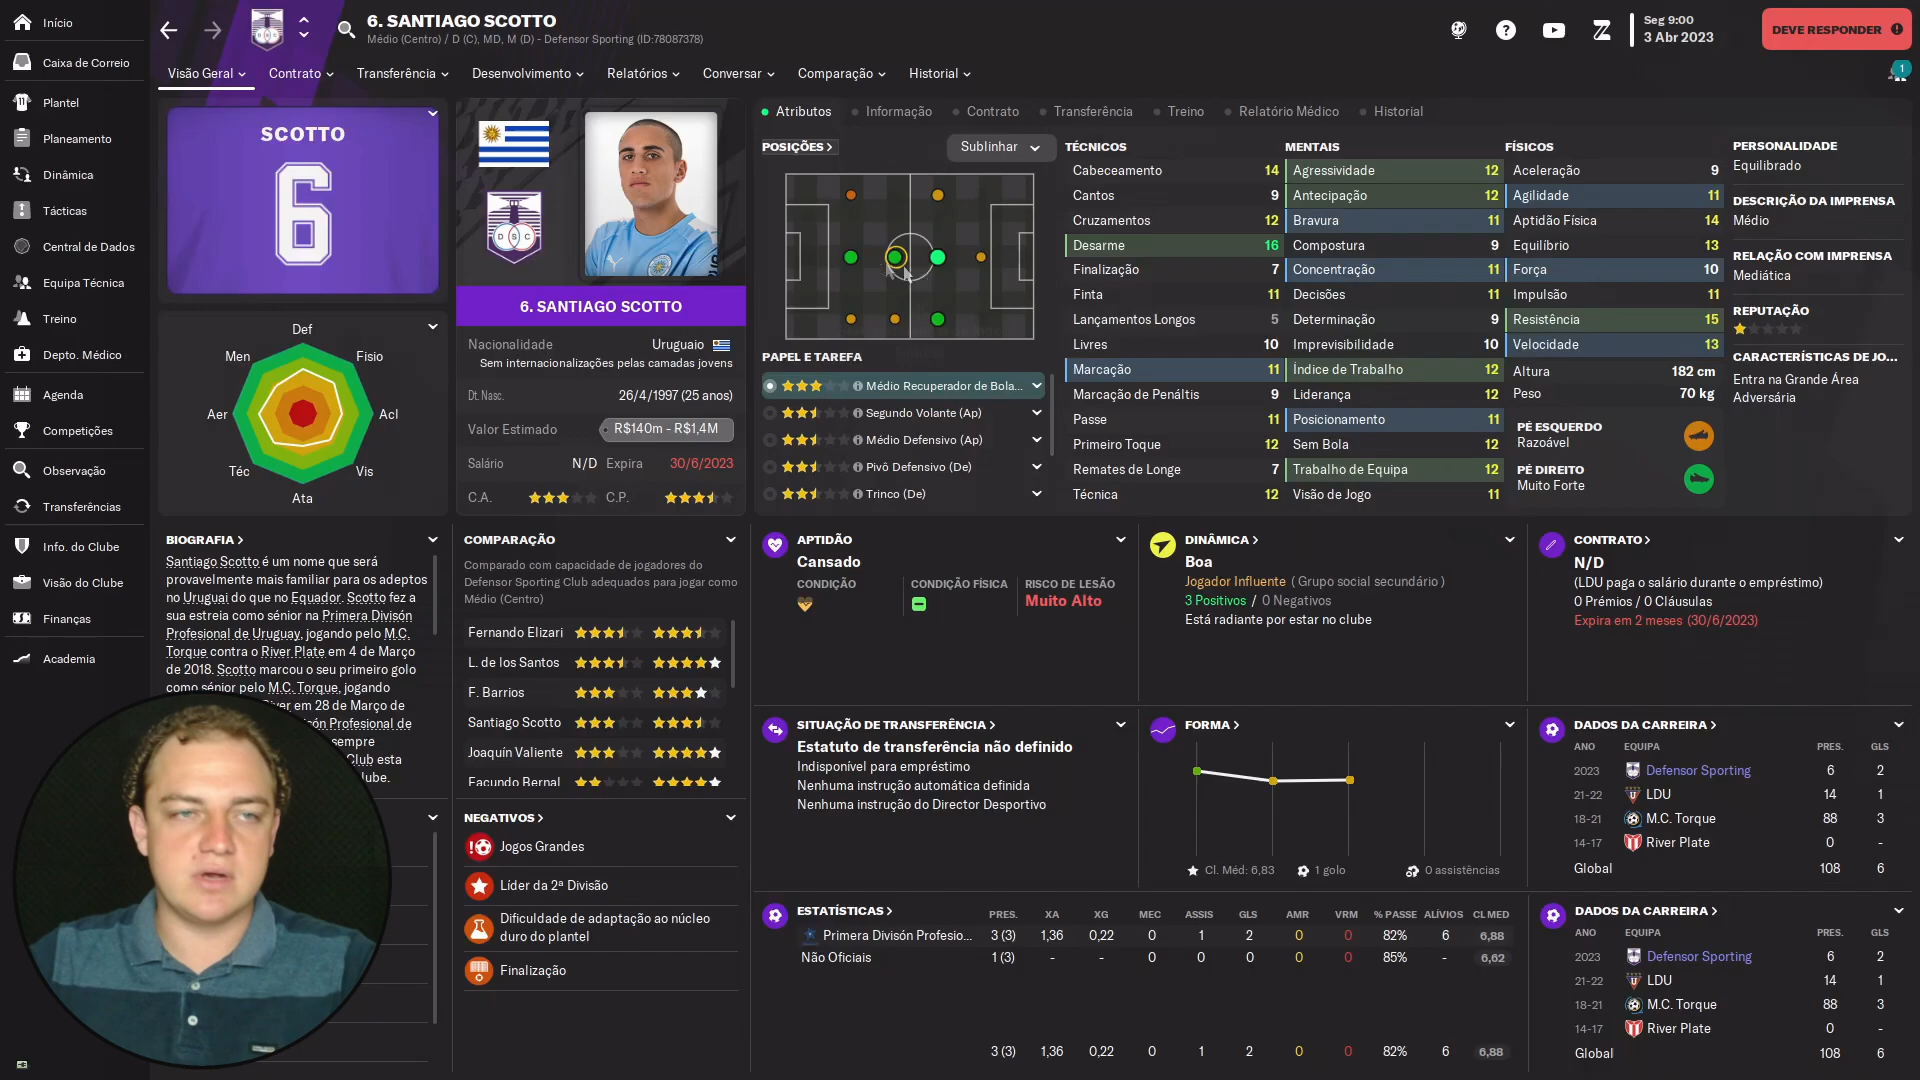 Início
Caixa de Correio
Plantel
Planeamento
Dinâmica
Tácticas
Central de Dados
Equipa Técnica
Treino
Depto. Médico
Agenda
Competições
Observação
Transferências
Info. do Clube
Visão do Clube
Finanças
Academia
6. SANTIAGO SCOTTO
Médio (Centro) / D (C), MD, M (D) - Defensor Sporting (ID:78087378)
Seg 9:00
3 Abr 2023
DEVE RESPONDER
1
Visão Geral
Contrato
Transferência
Desenvolvimento
Relatórios
Conversar
Comparação
Historial
SCOTTO
6
Def
Fisio
Acl
Vis
Ata
Téc
Aer
Men
DSC
6. SANTIAGO SCOTTO
Nacionalidade Uruguaio
Sem internacionalizações pelas camadas jovens
Dt. Nasc. 26/4/1997 (25 anos)
Valor Estimado R$140m - R$1,4M
Salário N/D Expira 30/6/2023
C.A. C.P.
Atributos
Informação
Contrato
Transferência
Treino
Relatório Médico
Historial
POSIÇÕES
Sublinhar
PAPEL E TAREFA
Médio Recuperador de Bola...
Segundo Volante (Ap)
Médio Defensivo (Ap)
Pivô Defensivo (De)
Trinco (De)
TÉCNICOS
Cabeceamento 14
Cantos 9
Cruzamentos 12
Desarme 16
Finalização 7
Finta 11
Lançamentos Longos 5
Livres 10
Marcação 11
Marcação de Penáltis 9
Passe 11
Primeiro Toque 12
Remates de Longe 7
Técnica 12
MENTAIS
Agressividade 12
Antecipação 12
Bravura 11
Compostura 9
Concentração 11
Decisões 11
Determinação 9
Imprevisibilidade 10
Índice de Trabalho 12
Liderança 12
Posicionamento 11
Sem Bola 12
Trabalho de Equipa 12
Visão de Jogo 11
FÍSICOS
Aceleração 9
Agilidade 11
Aptidão Física 14
Equilíbrio 13
Força 10
Impulsão 11
Resistência 15
Velocidade 13
Altura 182 cm
Peso 70 kg
PÉ ESQUERDO
Razoável
PÉ DIREITO
Muito Forte
PERSONALIDADE
Equilibrado
DESCRIÇÃO DA IMPRENSA
Médio
RELAÇÃO COM IMPRENSA
Mediática
REPUTAÇÃO
CARACTERÍSTICAS DE JO...
Entra na Grande Área
Adversária
BIOGRAFIA
Santiago Scotto é um nome que será
provavelmente mais familiar para os adeptos
no Uruguai do que no Equador. Scotto fez a
sua estreia como sénior na Primera Divisón
Profesional de Uruguay, jogando pelo M.C.
Torque contra o River Plate em 4 de Março
de 2018. Scotto marcou o seu primeiro golo
como sénior pelo M.C. Torque, jogando
River em 28 de Março de
Divisón Profesional de
sempre
Club esta
clube.
COMPARAÇÃO
Comparado com capacidade de jogadores do
Defensor Sporting Club adequados para jogar como
Médio (Centro)
Fernando Elizari
L. de los Santos
F. Barrios
Santiago Scotto
Joaquín Valiente
Facundo Bernal
NEGATIVOS
Jogos Grandes
Líder da 2ª Divisão
Dificuldade de adaptação ao núcleo
duro do plantel
Finalização
APTIDÃO
Cansado
CONDIÇÃO
CONDIÇÃO FÍSICA
RISCO DE LESÃO
Muito Alto
DINÂMICA
Boa
Jogador Influente ( Grupo social secundário )
3 Positivos / 0 Negativos
Está radiante por estar no clube
CONTRATO
N/D
(LDU paga o salário durante o empréstimo)
0 Prémios / 0 Cláusulas
Expira em 2 meses (30/6/2023)
SITUAÇÃO DE TRANSFERÊNCIA
Estatuto de transferência não definido
Indisponível para empréstimo
Nenhuma instrução automática definida
Nenhuma instrução do Director Desportivo
FORMA
Cl. Méd: 6,83 1 golo 0 assistências
DADOS DA CARREIRA
ANO EQUIPA PRES. GLS
2023 Defensor Sporting 6 2
21-22 LDU 14 1
18-21 M.C. Torque 88 3
14-17 River Plate 0 -
Global 108 6
ESTATÍSTICAS PRES. XA XG MEC ASSIS GLS AMR VRM % PASSE ALÍVIOS CL MED
Primera Divisón Profesio... 3 (3) 1,36 0,22 0 1 2 0 0 82% 6 6,88
Não Oficiais 1 (3) - - 0 0 0 0 0 85% - 6,62
3 (3) 1,36 0,22 0 1 2 0 0 82% 6 6,88
DADOS DA CARREIRA
ANO EQUIPA PRES. GLS
2023 Defensor Sporting 6 2
21-22 LDU 14 1
18-21 M.C. Torque 88 3
14-17 River Plate 0 -
Global 108 6